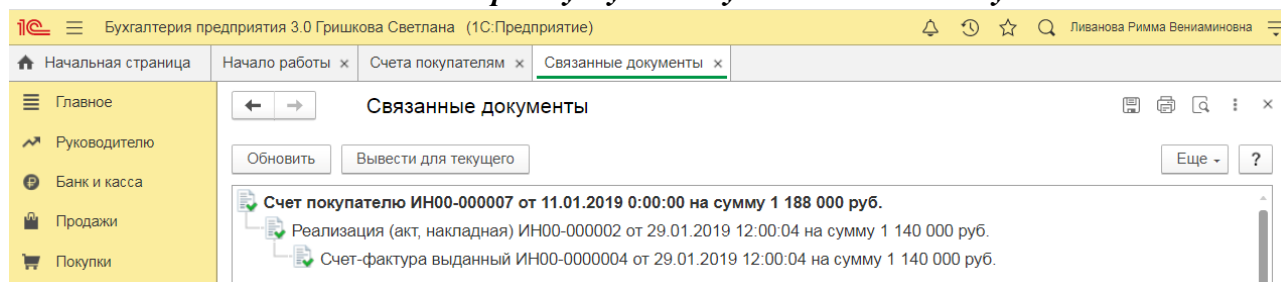 1С Бухгалтерия предприятия 3.0 Гришкова Светлана (1С:Предприятие) Ливанова Римма Вениаминовна
Начальная страница Начало работы × Счета покупателям × Связанные документы ×
Главное
Связанные документы
Руководителю
Обновить Вывести для текущего Еще ?
Банк и касса
Счет покупателю ИН00-000007 от 11.01.2019 0:00:00 на сумму 1 188 000 руб.
Продажи
Реализация (акт, накладная) ИН00-000002 от 29.01.2019 12:00:04 на сумму 1 140 000 руб.
Покупки
Счет-фактура выданный ИН00-0000004 от 29.01.2019 12:00:04 на сумму 1 140 000 руб.